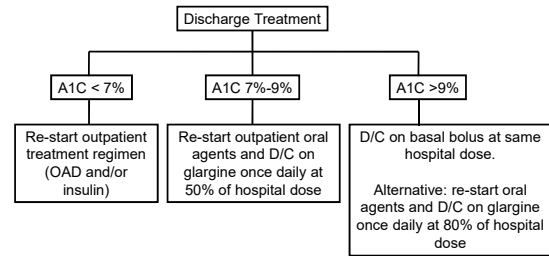 Discharge Treatment
A1C < 7%
A1C 7%-9%
A1C >9%
Re-start outpatient
treatment regimen
(OAD and/or
insulin)
Re-start outpatient oral
agents and D/C on
glargine once daily at
50% of hospital dose
D/C on basal bolus at same
hospital dose.
Alternative: re-start oral
agents and D/C on glargine
once daily at 80% of hospital
dose